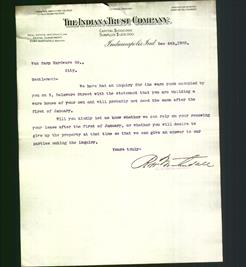 The Indiana Trust Company.
Capital $1,000,000
Surplus
Indianapolis, Ind. Dec 4th,
Van Camp Hardware Co.,
City.
Gentlemen:-
We have had an inquiry for the ware room occupied by
you on S. Delaware Street with the statement that you are building a
ware house of your own and will probably not need the same after the
first of January.
Will you kindly let us know whether we can rely on your renewing
your lease after the first of January, or whether you will desire to
give up the property at that time so that we can give an answer to our
parties making the inquiry.
Yours truly-